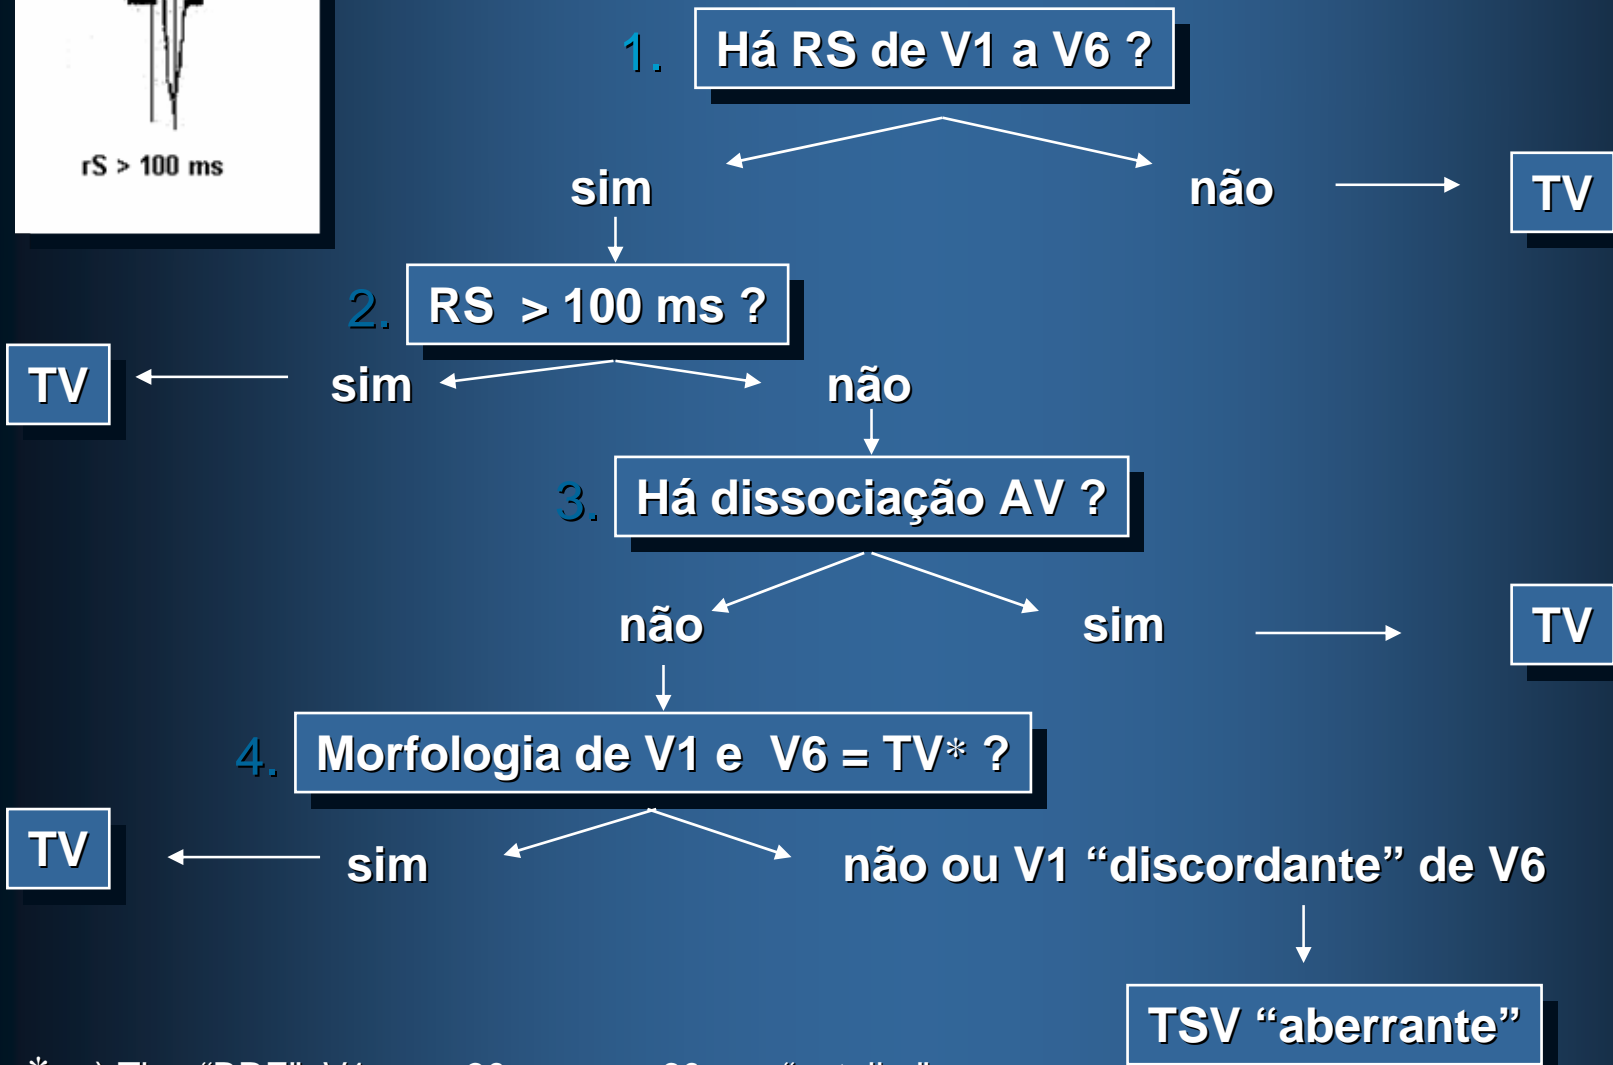 1. Há RS de V1 a V6 ?
rS > 100 ms
sim
não
TV
2. RS > 100 ms ?
TV
sim
não
3. Há dissociação AV ?
não
sim
TV
4. Morfologia de V1 e V6 = TV* ?
TV
sim
não ou V1 “discordante” de V6
TSV “aberrante”